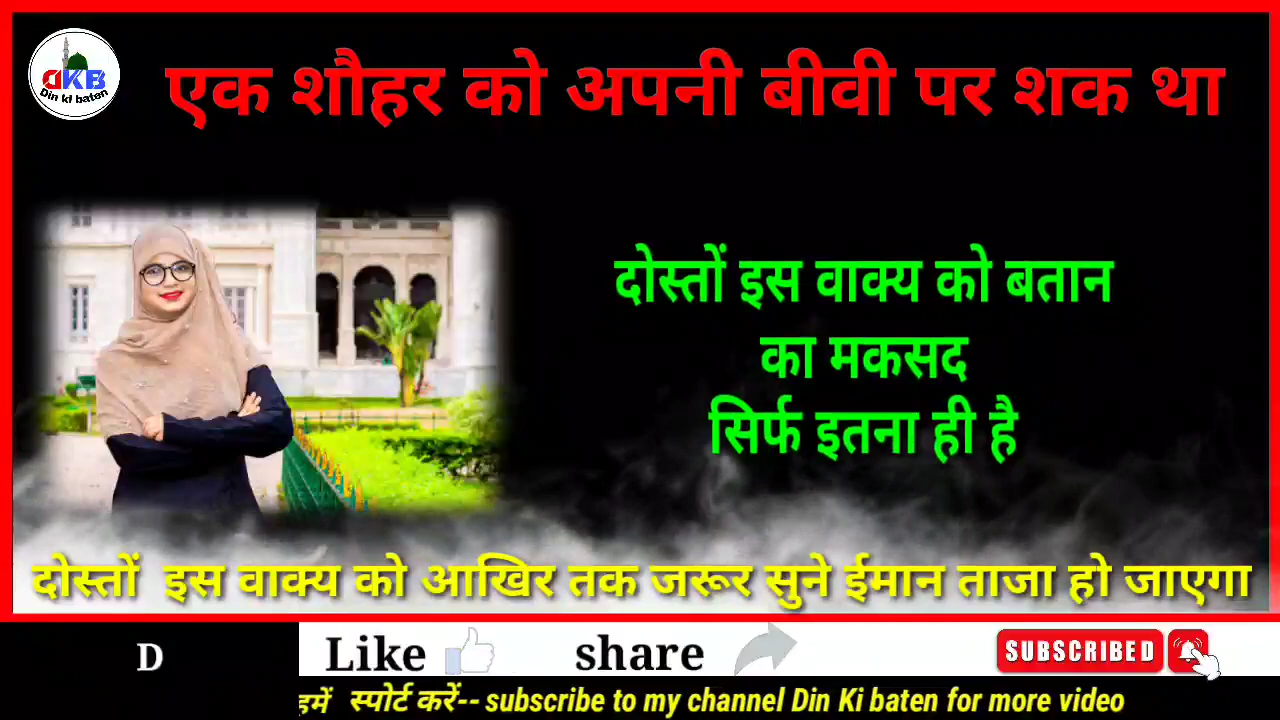 DKB
Din ki baten
एक शौहर को अपनी बीवी पर शक था
दोस्तों इस वाक्य को बतान
का मकसद
सिर्फ इतना ही है
दोस्तों इस वाक्य को आखिर तक जरूर सुने ईमान ताजा हो जाएगा
D Like share SUBSCRIBED
हमें स्पोर्ट करें-- subscribe to my channel Din Ki baten for more video